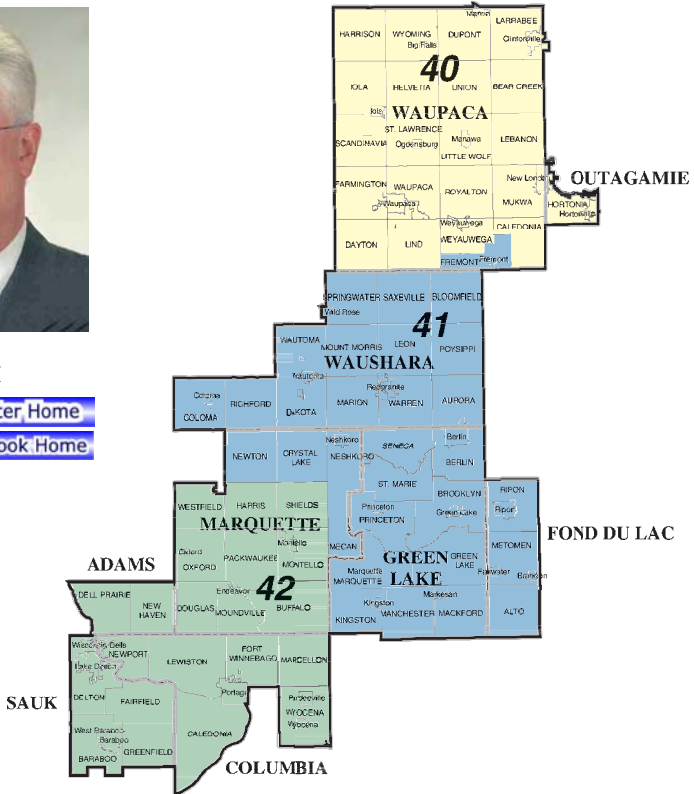 Marion
LARRABEE
HARRISON WYOMING DUPONT
Big Falls
Clintonville
40
IOLA HELVETIA UNION BEAR CREEK
Iola
WAUPACA
ST. LAWRENCE
SCANDINAVIA Ogdensburg Manawa LEBANON
LITTLE WOLF
New Lond
OUTAGAMIE
FARMINGTON WAUPACA ROYALTON
MUKWA
HORTONIA
Waupaca
Hortonville
Weyauwega
CALEDONIA
DAYTON LIND WEYAUWEGA
FREMONT Fremont
SPRINGWATER SAXEVILLE BLOOMFIELD
Wild Rose
41
WAUTOMA MOUNT MORRIS LEON POYSIPPI
WAUSHARA
Wautoma
Redgranite
Coloma
COLOMA RICHFORD DAKOTA MARION WARREN AURORA
ter Home
ook Home
Neshkoro
SENECA
Berlin
NEWTON CRYSTAL
LAKE
NESHKORO
BERLIN
ST. MARIE
BROOKLYN
RIPON
WESTFIELD HARRIS SHIELDS
Princeton
PRINCETON
Green Lake
Ripon
MARQUETTE
FOND DU LAC
Montello
MECAN
METOMEN
Oxford
OXFORD
PACKWAUKEE
MONTELLO
GREEN
LAKE
GREEN
LAKE
ADAMS
Marquette
MARQUETTE
Fairwater
Brandon
42
Endeavor
DELL PRAIRIE
NEW
HAVEN
DOUGLAS MOUNDVILLE BUFFALO
Markesan
Kingston
KINGSTON
MANCHESTER MACKFORD ALTO
Wisconsin Dells
NEWPORT
LEWISTON
FORT
WINNEBAGO
MARCELLON
Lake Delton
Portage
SAUK
DELTON FAIRFIELD
Pardeeville
WYOCENA
Wyocena
West Baraboo
Baraboo
CALEDONIA
BARABOO GREENFIELD
COLUMBIA